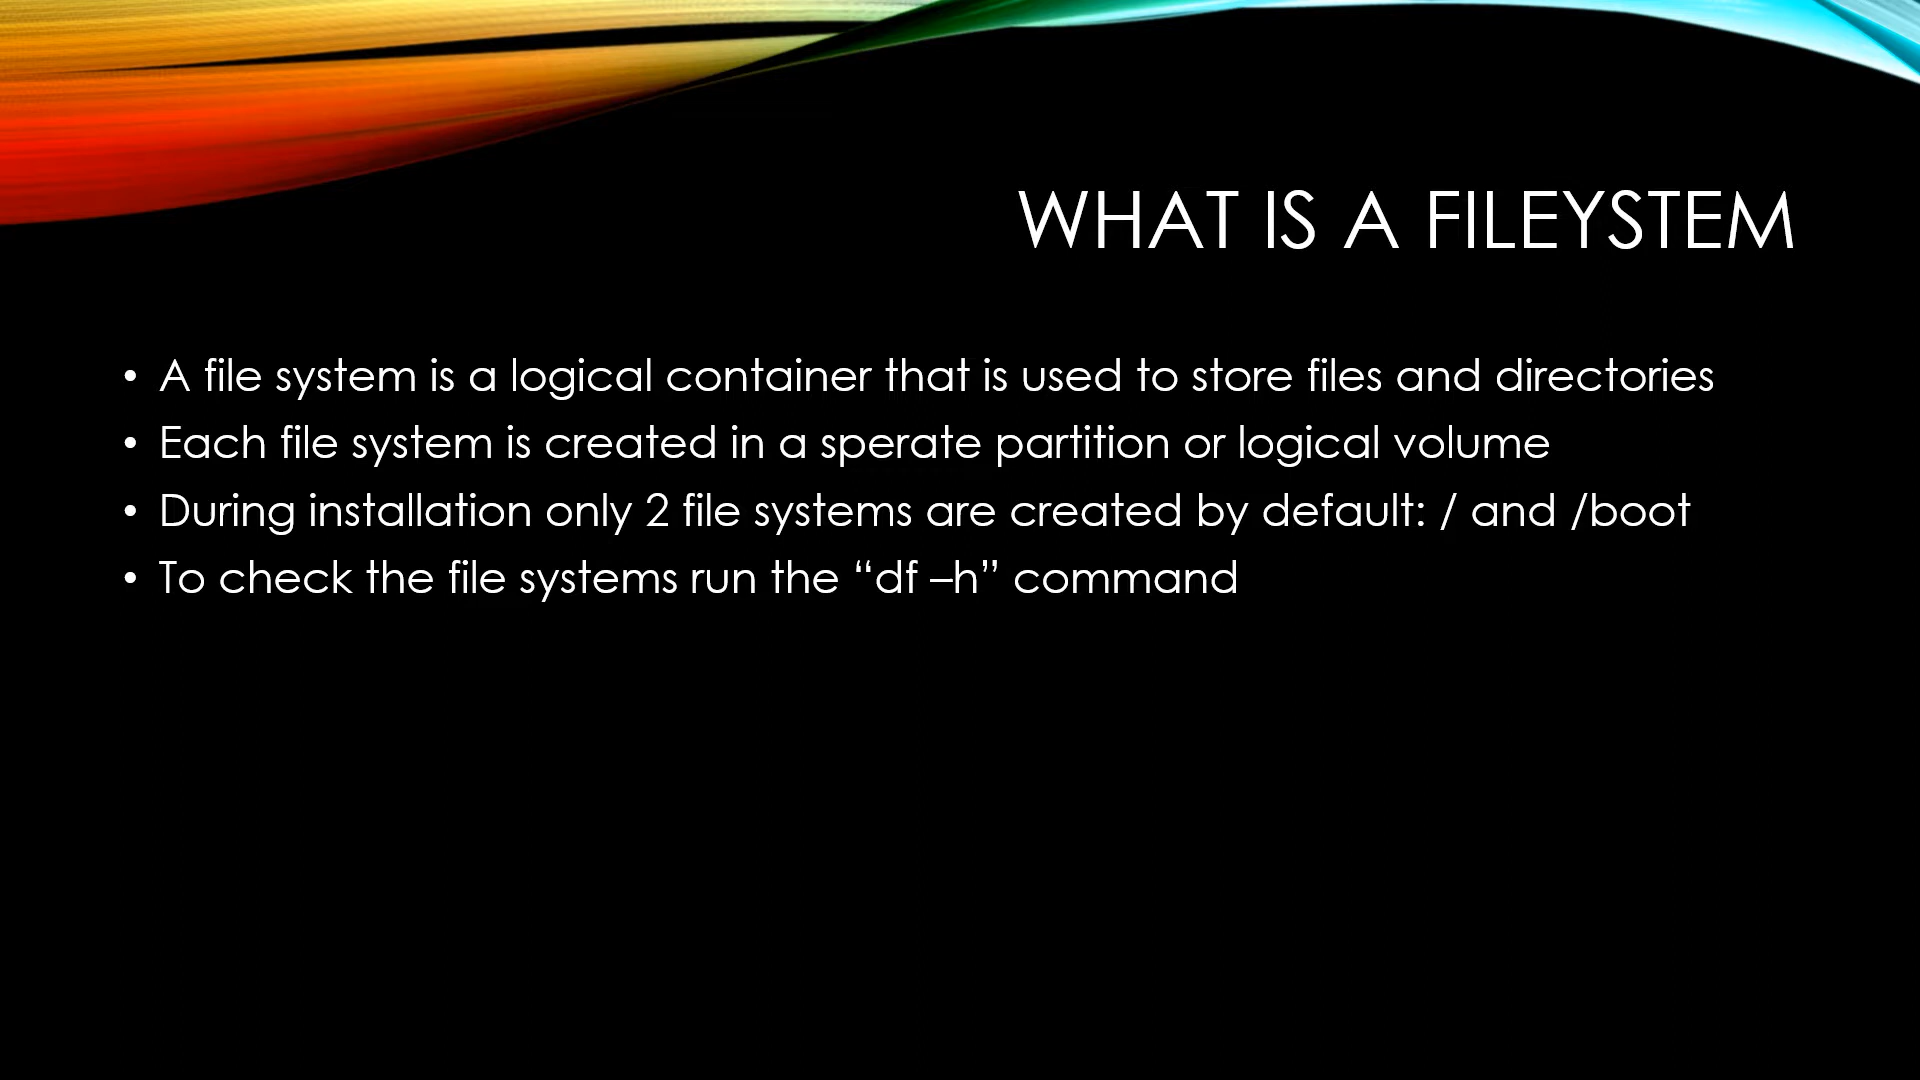 WHAT IS A FILEYSTEM
• A file system is a logical container that is used to store files and directories
• Each file system is created in a sperate partition or logical volume
• During installation only 2 file systems are created by default: / and /boot
• To check the file systems run the “df –h” command